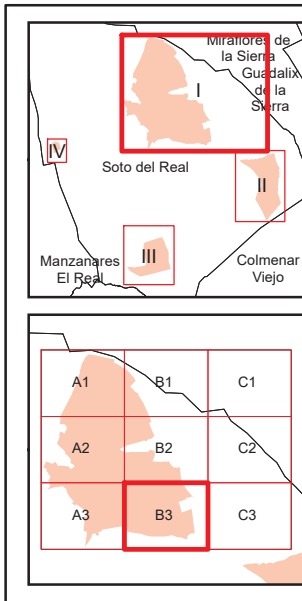 Miraflores de
la Sierra
Guadalix
de la
Sierra
I
IV
Soto del Real
II
III
Manzanares
El Real
Colmenar
Viejo
A1 B1 C1
A2 B2 C2
A3 B3 C3